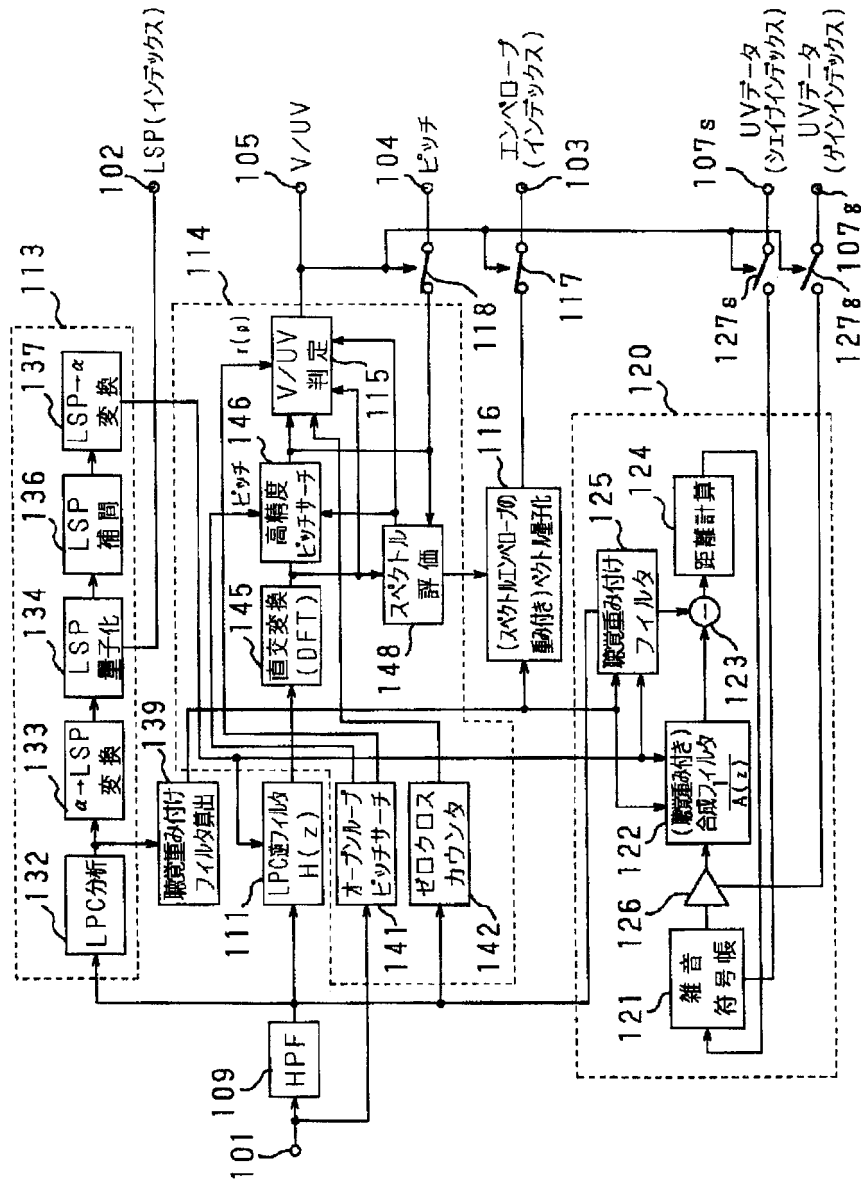 101
109
HPF
113
132
LPC分析
133
α→LSP
変換
134
LSP
量子化
136
LSP
補間
137
LSP→α
変換
102
LSP(インデックス)
139
聴覚重み付け
フィルタ算出
111
LPC逆フィルタ
H(z)
141
オープンループ
ピッチサーチ
142
ゼロクロス
カウンタ
114
145
直交変換
(DFT)
ピッチ
146
高精度
ピッチサーチ
r(p)
V/UV
判定
115
148
スペクトル
評価
105
V/UV
118
104
ピッチ
116
(スペクトルエンベロープの
重み付き)ベクトル量子化
117
103
エンベロープ
(インデックス)
120
121
雑音
符号帳
126
122
(聴覚重み付き)
合成フィルタ
1
A(z)
125
聴覚重み付け
フィルタ
123
−
124
距離計算
127s
107s
UVデータ
(シェイプインデックス)
127g
107g
UVデータ
(ゲインインデックス)